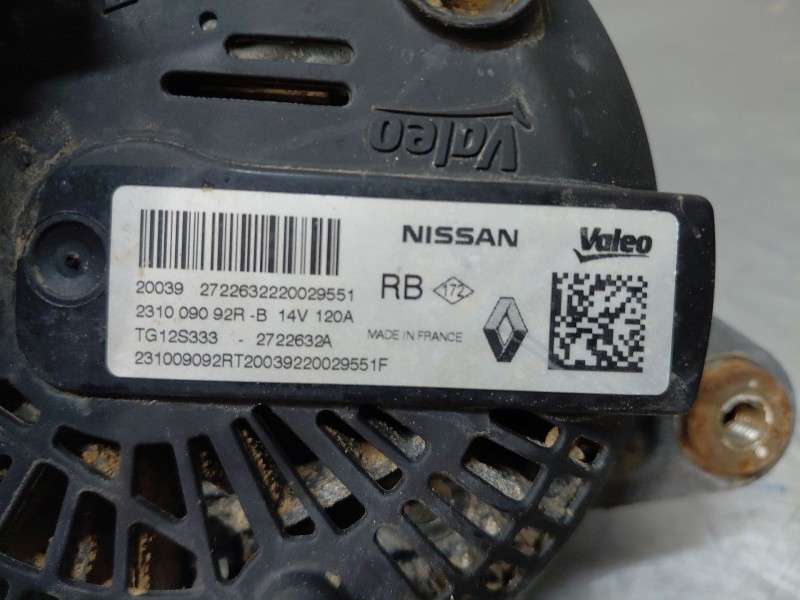 Valeo
NISSAN Valeo
20039 2722632220029551
RB 172
2310 090 92R -B 14V 120A
TG12S333 - 2722632A
MADE IN FRANCE
231009092RT20039220029551F